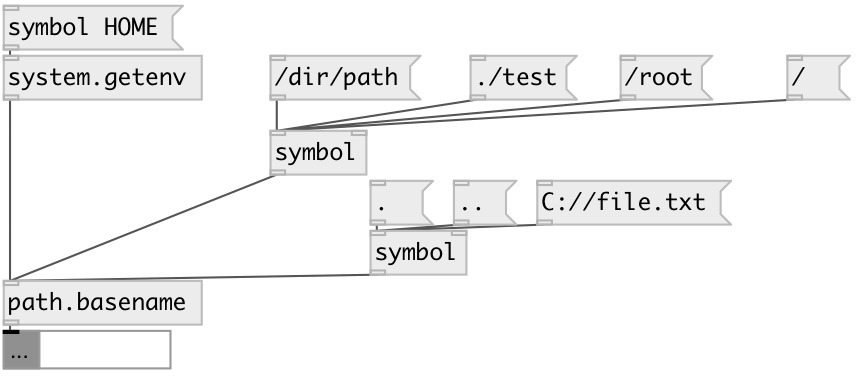 symbol HOME
system.getenv
/dir/path
./test
/root
/
symbol
.
..
C://file.txt
symbol
path.basename
...